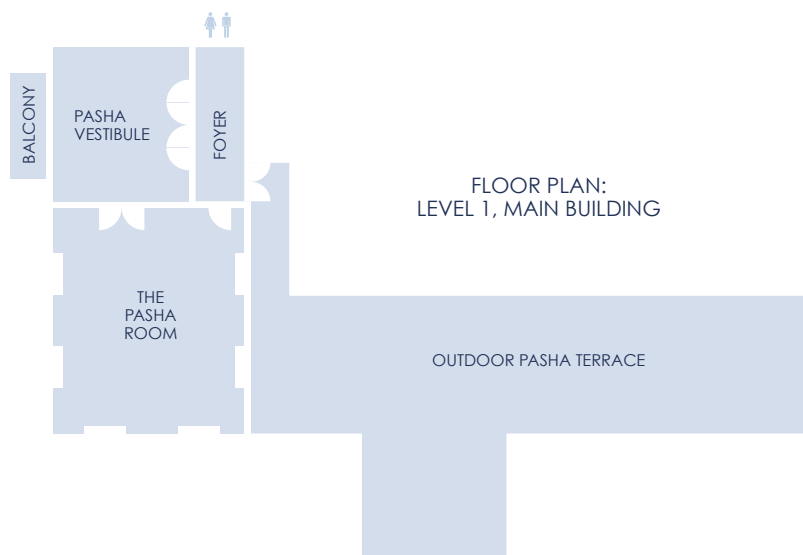 BALCONY
PASHA
VESTIBULE
FOYER
FLOOR PLAN:
LEVEL 1, MAIN BUILDING
THE
PASHA
ROOM
OUTDOOR PASHA TERRACE